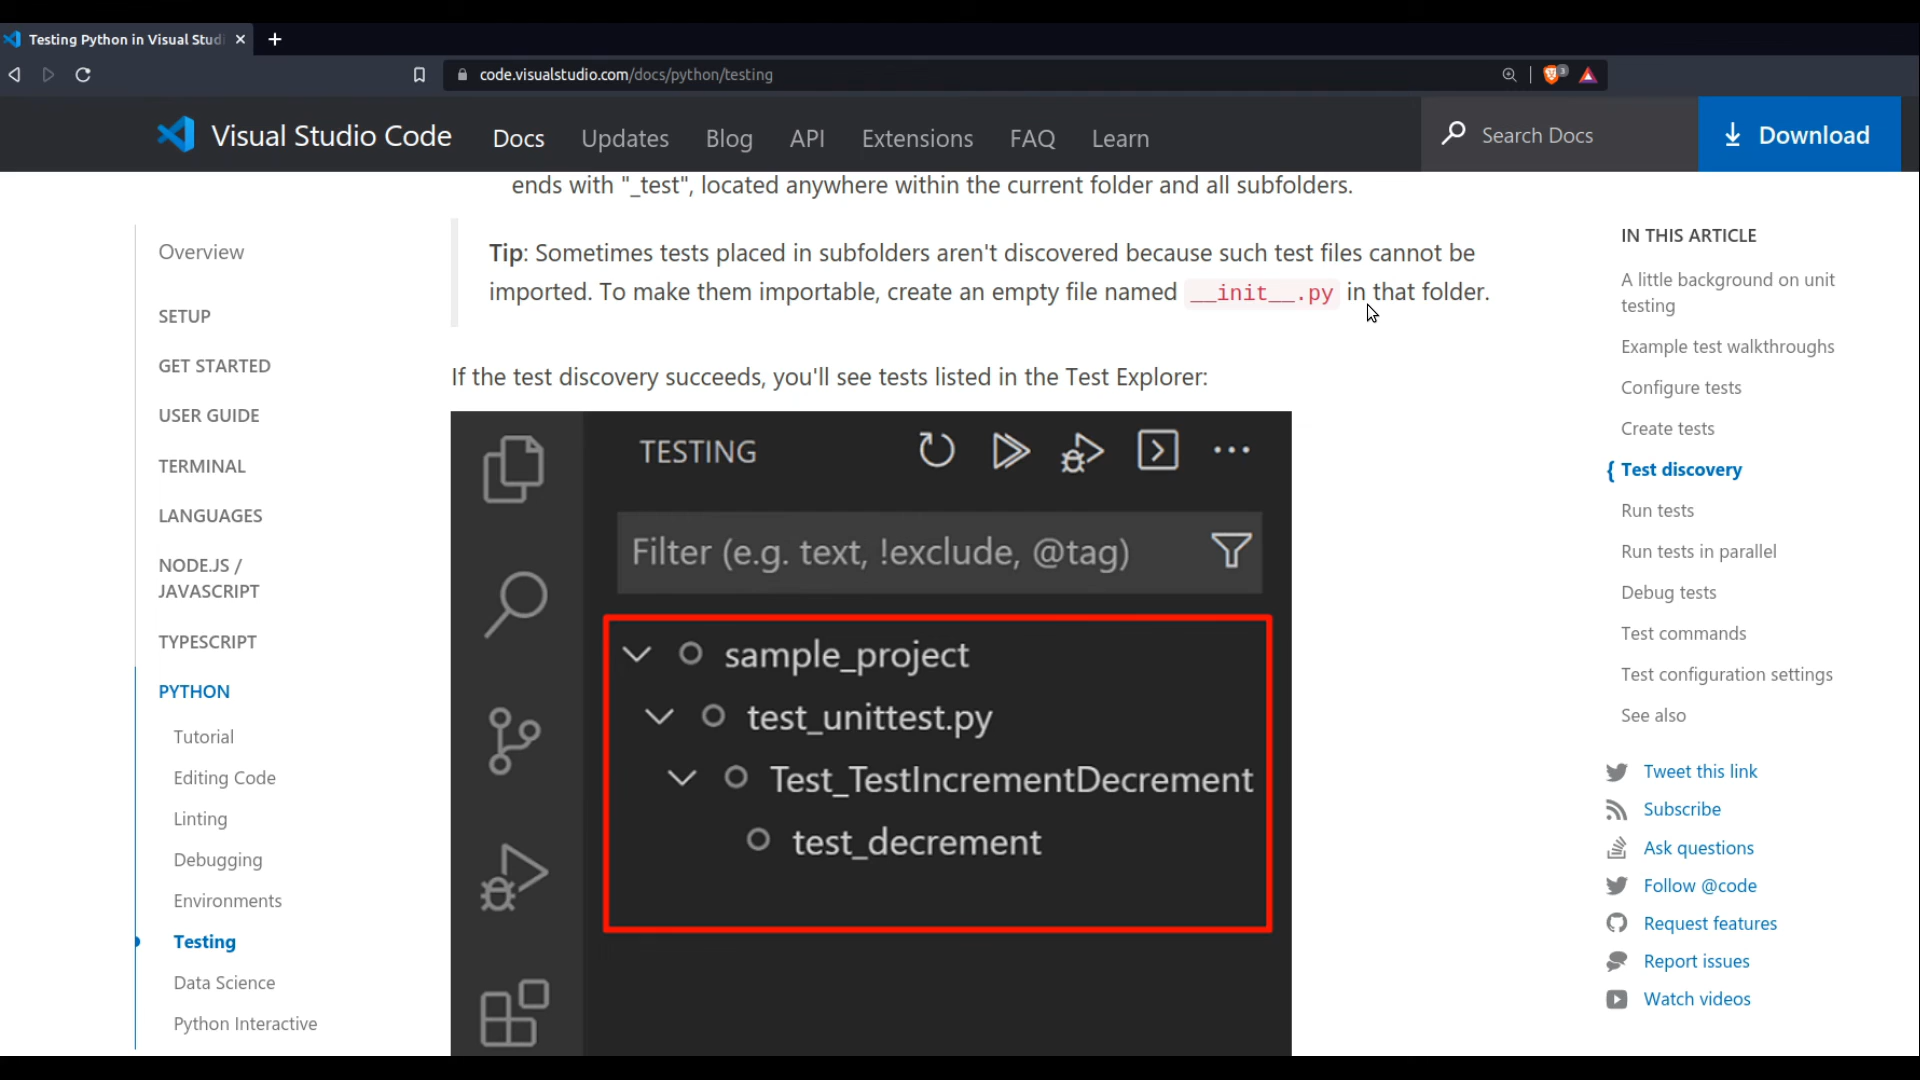 Testing Python in Visual Stud
code.visualstudio.com/docs/python/testing
3
Visual Studio Code
Docs
Updates
Blog
API
Extensions
FAQ
Learn
Search Docs
Download
Overview
SETUP
GET STARTED
USER GUIDE
TERMINAL
LANGUAGES
NODE.JS /
JAVASCRIPT
TYPESCRIPT
PYTHON
Tutorial
Editing Code
Linting
Debugging
Environments
Testing
Data Science
Python Interactive
ends with "_test", located anywhere within the current folder and all subfolders.
Tip: Sometimes tests placed in subfolders aren't discovered because such test files cannot be
imported. To make them importable, create an empty file named __init__.py in that folder.
If the test discovery succeeds, you'll see tests listed in the Test Explorer:
TESTING
Filter (e.g. text, !exclude, @tag)
sample_project
test_unittest.py
Test_TestIncrementDecrement
test_decrement
IN THIS ARTICLE
A little background on unit
testing
Example test walkthroughs
Configure tests
Create tests
{ Test discovery
Run tests
Run tests in parallel
Debug tests
Test commands
Test configuration settings
See also
Tweet this link
Subscribe
Ask questions
Follow @code
Request features
Report issues
Watch videos